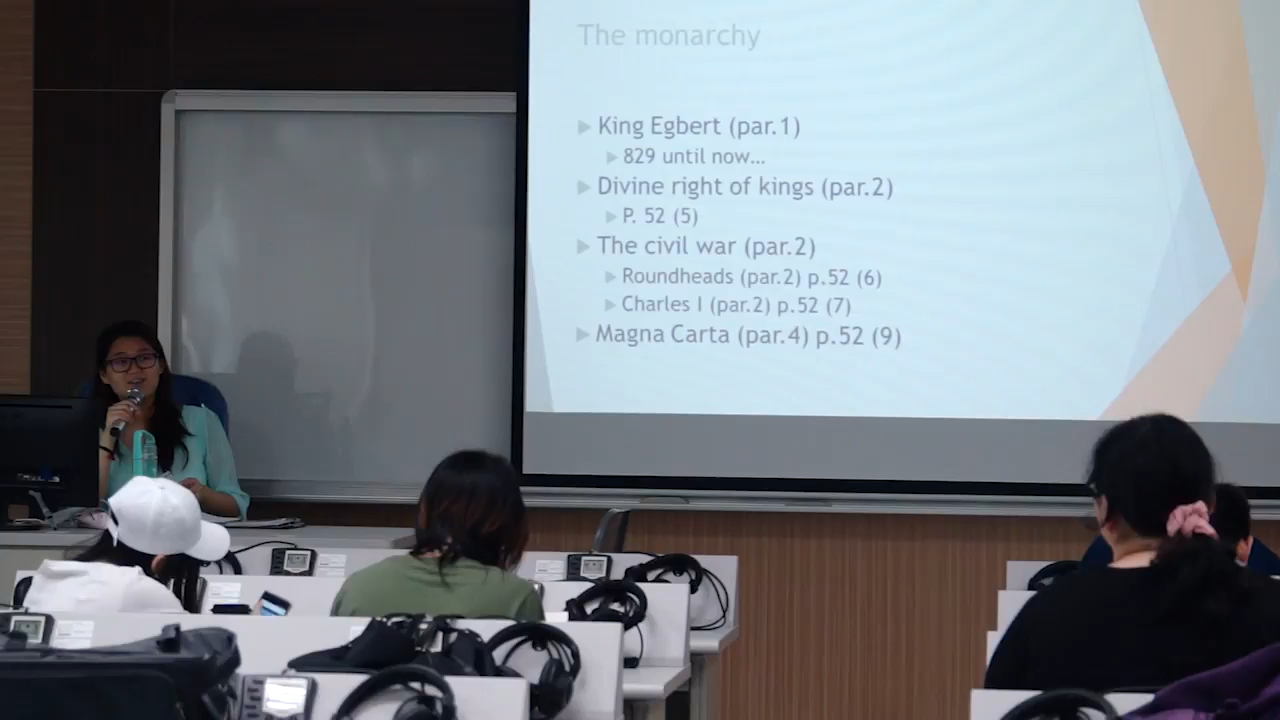 The monarchy
King Egbert (par.1)
829 until now...
Divine right of kings (par.2)
P. 52 (5)
The civil war (par.2)
Roundheads (par.2) p.52 (6)
Charles I (par.2) p.52 (7)
Magna Carta (par.4) p.52 (9)